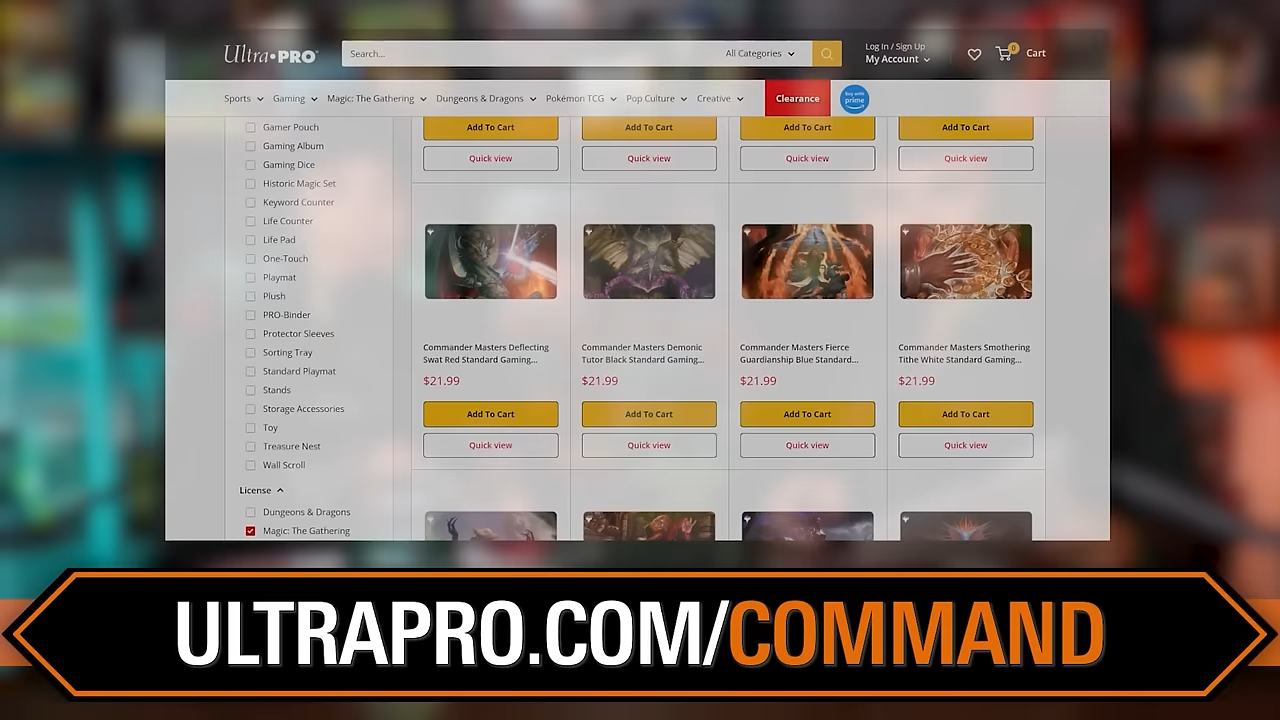 Ultra•PRO
Search...
All Categories
Log In / Sign Up
My Account
0
Cart
Sports
Gaming
Magic: The Gathering
Dungeons & Dragons
Pokémon TCG
Pop Culture
Creative
Clearance
buy with
prime
Gamer Pouch
Gaming Album
Gaming Dice
Historic Magic Set
Keyword Counter
Life Counter
Life Pad
One-Touch
Playmat
Plush
PRO-Binder
Protector Sleeves
Sorting Tray
Standard Playmat
Stands
Storage Accessories
Toy
Treasure Nest
Wall Scroll
License
Dungeons & Dragons
Magic: The Gathering
Add To Cart
Add To Cart
Add To Cart
Add To Cart
Quick view
Quick view
Quick view
Quick view
Commander Masters Deflecting
Swat Red Standard Gaming...
$21.99
Add To Cart
Quick view
Commander Masters Demonic
Tutor Black Standard Gaming...
$21.99
Add To Cart
Quick view
Commander Masters Fierce
Guardianship Blue Standard...
$21.99
Add To Cart
Quick view
Commander Masters Smothering
Tithe White Standard Gaming...
$21.99
Add To Cart
Quick view
ULTRAPRO.COM/COMMAND